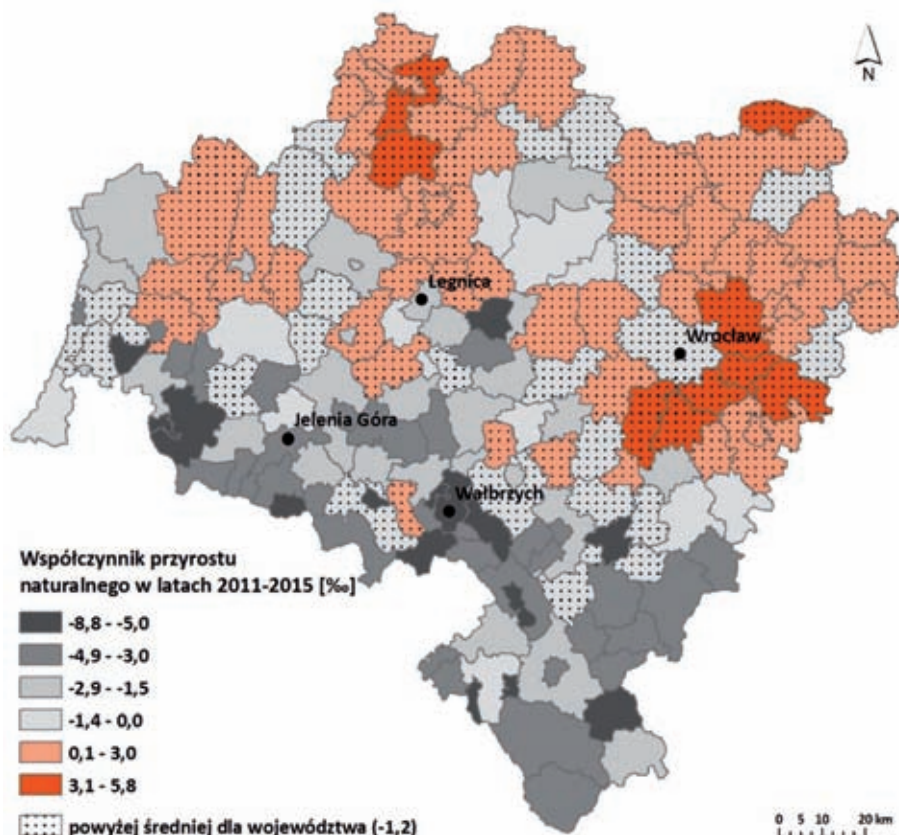 N
Legnica
Wrocław
Jelenia Góra
Wałbrzych
Współczynnik przyrostu
naturalnego w latach 2011-2015 [‰]
-8,8 - -5,0
-4,9 - -3,0
-2,9 - -1,5
-1,4 - 0,0
0,1 - 3,0
3,1 - 5,8
powyżej średniej dla województwa (-1,2)
0 5 10 20 km